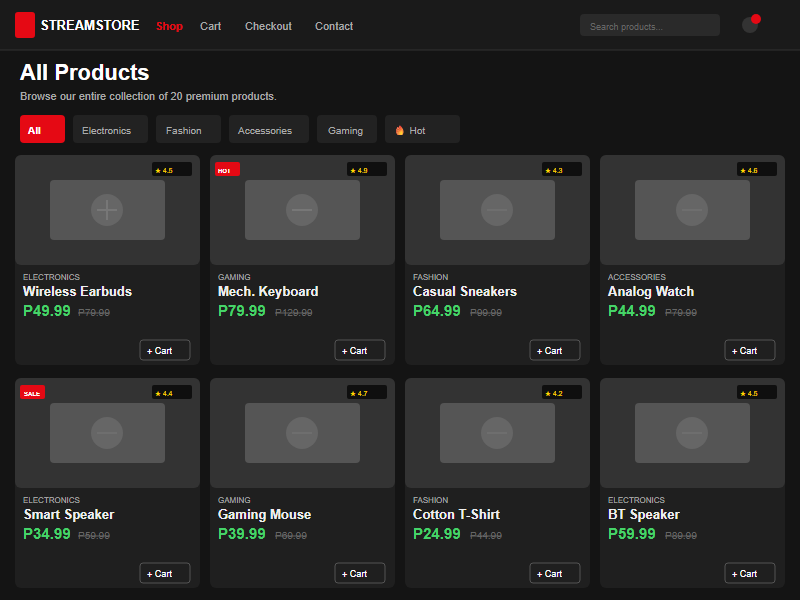 STREAMSTORE Shop Cart Checkout Contact Search products...
All Products
Browse our entire collection of 20 premium products.
All Electronics Fashion Accessories Gaming 🔥 Hot
★ 4.5 HOT ★ 4.9 ★ 4.3 ★ 4.6
ELECTRONICS GAMING FASHION ACCESSORIES
Wireless Earbuds Mech. Keyboard Casual Sneakers Analog Watch
P49.99 P79.99 P79.99 P129.99 P64.99 P99.99 P44.99 P79.99
+ Cart + Cart + Cart + Cart
SALE ★ 4.4 ★ 4.7 ★ 4.2 ★ 4.5
ELECTRONICS GAMING FASHION ELECTRONICS
Smart Speaker Gaming Mouse Cotton T-Shirt BT Speaker
P34.99 P59.99 P39.99 P69.99 P24.99 P44.99 P59.99 P89.99
+ Cart + Cart + Cart + Cart